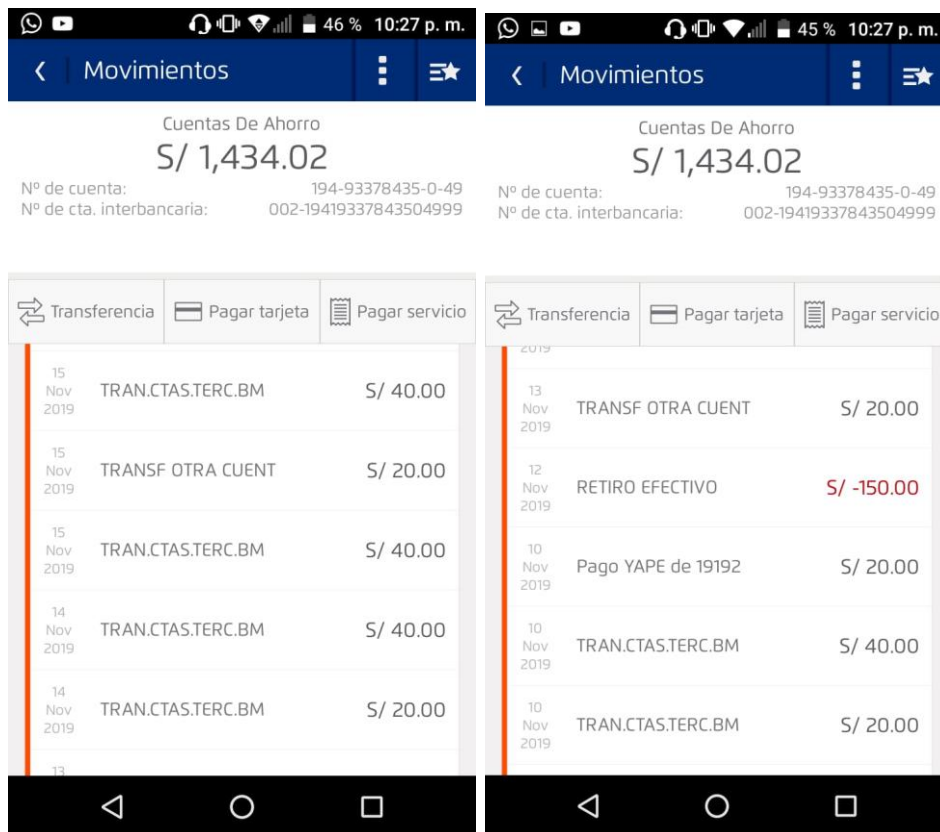 46 % 10:27 p. m.
Movimientos
Cuentas De Ahorro
S/ 1,434.02
Nº de cuenta: 194-93378435-0-49
Nº de cta. interbancaria: 002-19419337843504999
Transferencia Pagar tarjeta Pagar servicio
15
Nov TRAN.CTAS.TERC.BM S/ 40.00
2019
15
Nov TRANSF OTRA CUENT S/ 20.00
2019
15
Nov TRAN.CTAS.TERC.BM S/ 40.00
2019
14
Nov TRAN.CTAS.TERC.BM S/ 40.00
2019
14
Nov TRAN.CTAS.TERC.BM S/ 20.00
2019
13
45 % 10:27 p. m.
Movimientos
Cuentas De Ahorro
S/ 1,434.02
Nº de cuenta: 194-93378435-0-49
Nº de cta. interbancaria: 002-19419337843504999
Transferencia Pagar tarjeta Pagar servicio
2019
13
Nov TRANSF OTRA CUENT S/ 20.00
2019
12
Nov RETIRO EFECTIVO S/ -150.00
2019
10
Nov Pago YAPE de 19192 S/ 20.00
2019
10
Nov TRAN.CTAS.TERC.BM S/ 40.00
2019
10
Nov TRAN.CTAS.TERC.BM S/ 20.00
2019